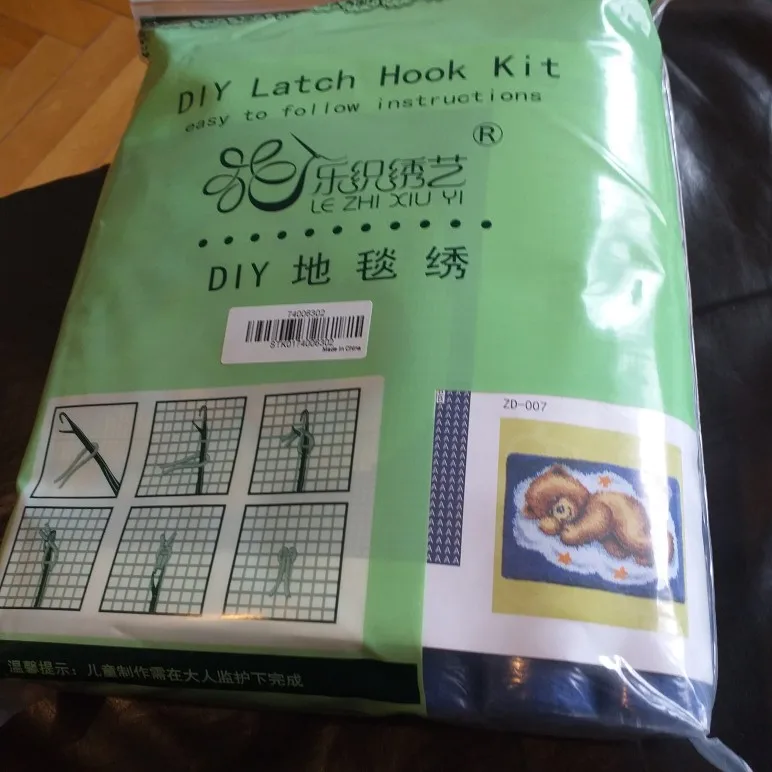 DIY Latch Hook Kit
easy to follow instructions
乐织绣艺®
LE ZHI XIU YI
DIY 地毯绣
74006302
STK0174006302
Made In China
ZD-007
温馨提示：儿童制作需在大人监护下完成